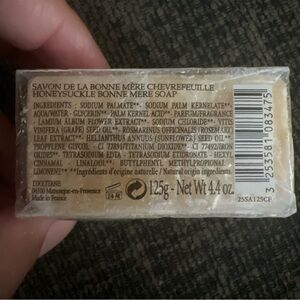 SAVON DE LA BONNE MÈRE CHEVREFEUILLE
HONEYSUCKLE BONNE MERE SOAP
INGREDIENTS : SODIUM PALMATE**- SODIUM PALM KERNELATE**-
AQUA/WATER - GLYCERIN** - PALM KERNEL ACID** - PARFUM/FRAGRANCE
- LAMIUM ALBUM FLOWER EXTRACT** - SODIUM CHLORIDE** - VITIS
VINIFERA (GRAPE) SEED OIL** - ROSMARINUS OFFICINALIS (ROSEMARY)
LEAF EXTRACT** - HELIANTHUS ANNUUS (SUNFLOWER) SEED OIL** -
PROPYLENE GLYCOL - CI 77891/TITANIUM DIOXIDE** - CI 77492/IRON
OXIDES** - TETRASODIUM EDTA - TETRASODIUM ETIDRONATE - HEXYL
CINNAMAL - LINALOOL** - BUTYLPHENYL METHYLPROPIONAL
LIMONENE** **Ingrédients d'origine naturelle / Natural origin ingredients
L'OCCITANE
04100 Manosque-en-Provence
Made in France
24 M
125g - Net Wt 4.4 oz.
3 253581 083475
25SA125CF